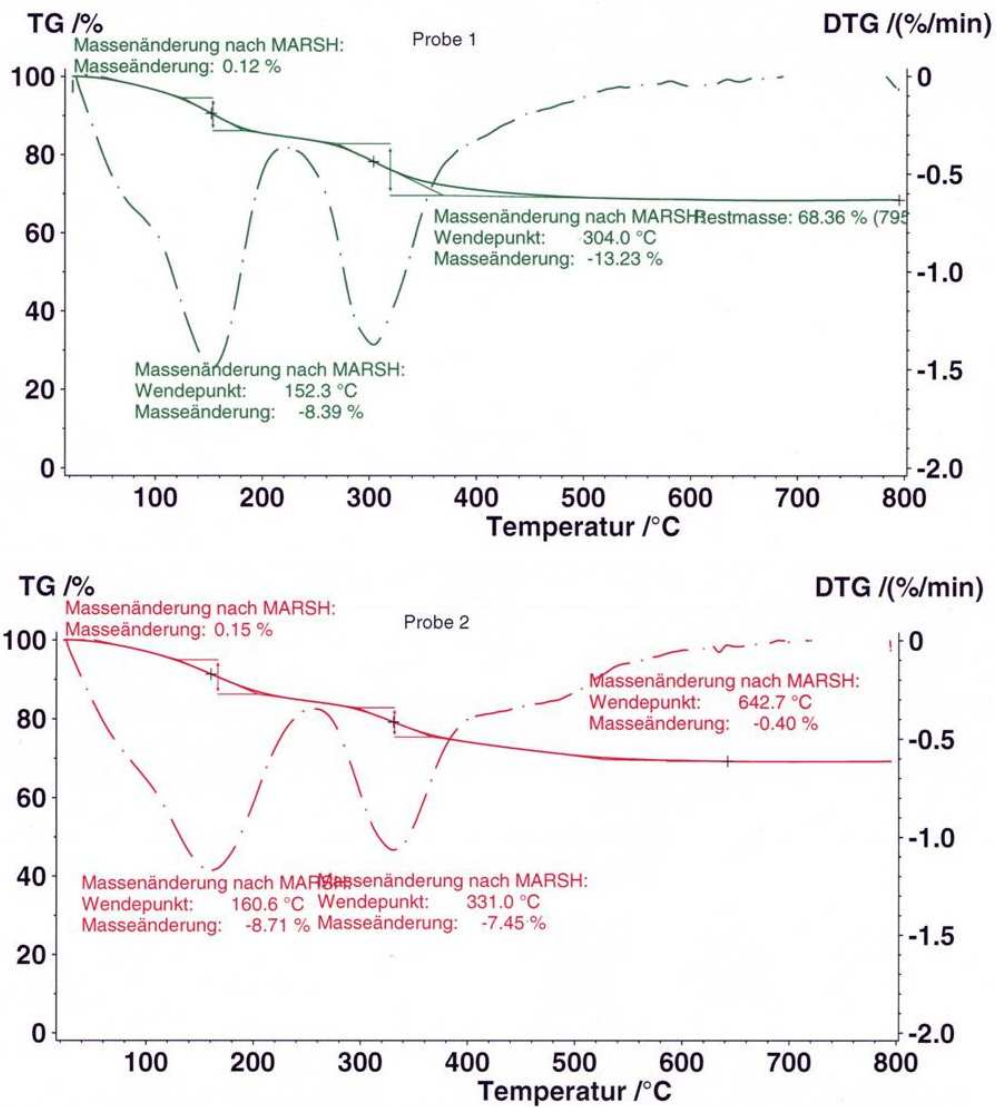 TG /%
DTG /(%/min)
Probe 1
Massenänderung nach MARSH:
Masseänderung: 0.12 %
100
80
60
40
20
0
0
-0.5
-1.0
-1.5
-2.0
Massenänderung nach MARSH:
Wendepunkt: 304.0 °C
Masseänderung: -13.23 %
Restmasse: 68.36 % (795
Massenänderung nach MARSH:
Wendepunkt: 152.3 °C
Masseänderung: -8.39 %
100 200 300 400 500 600 700 800
Temperatur /°C
TG /%
DTG /(%/min)
Probe 2
Massenänderung nach MARSH:
Masseänderung: 0.15 %
100
80
60
40
20
0
0
-0.5
-1.0
-1.5
-2.0
Massenänderung nach MARSH:
Wendepunkt: 642.7 °C
Masseänderung: -0.40 %
Massenänderung nach MARSH:
Wendepunkt: 160.6 °C
Masseänderung: -8.71 %
Massenänderung nach MARSH:
Wendepunkt: 331.0 °C
Masseänderung: -7.45 %
100 200 300 400 500 600 700 800
Temperatur /°C